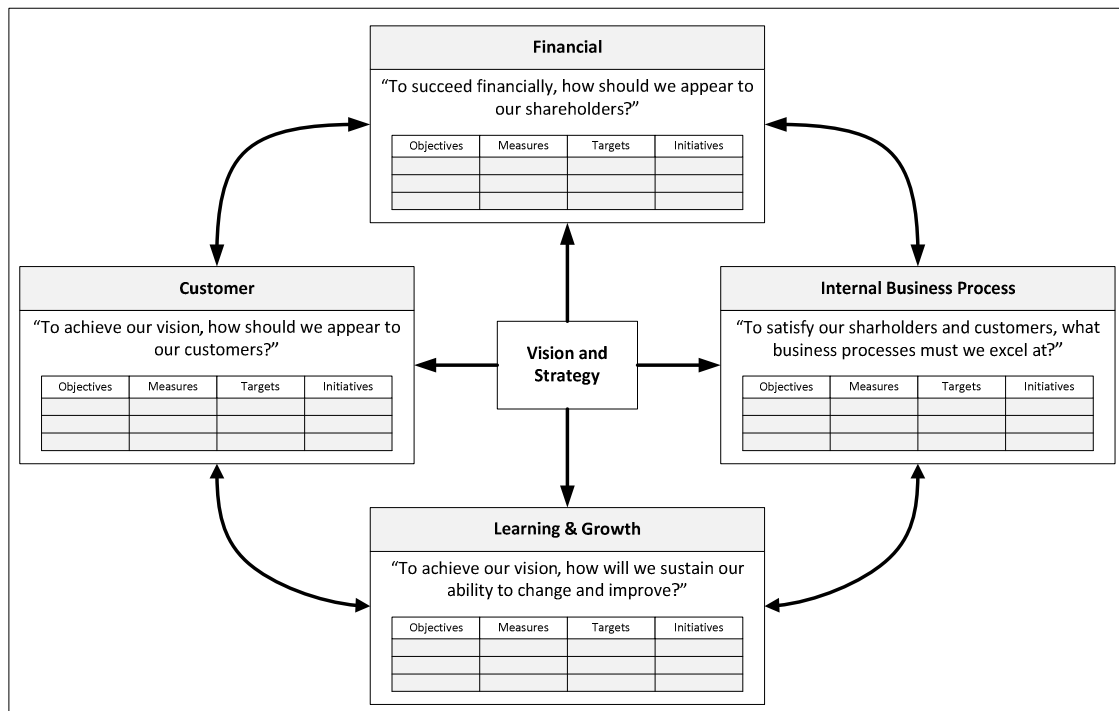 Financial
“To succeed financially, how should we appear to
our shareholders?”
Objectives Measures Targets Initiatives
Customer
“To achieve our vision, how should we appear to
our customers?”
Objectives Measures Targets Initiatives
Vision and
Strategy
Internal Business Process
“To satisfy our sharholders and customers, what
business processes must we excel at?”
Objectives Measures Targets Initiatives
Learning & Growth
“To achieve our vision, how will we sustain our
ability to change and improve?”
Objectives Measures Targets Initiatives